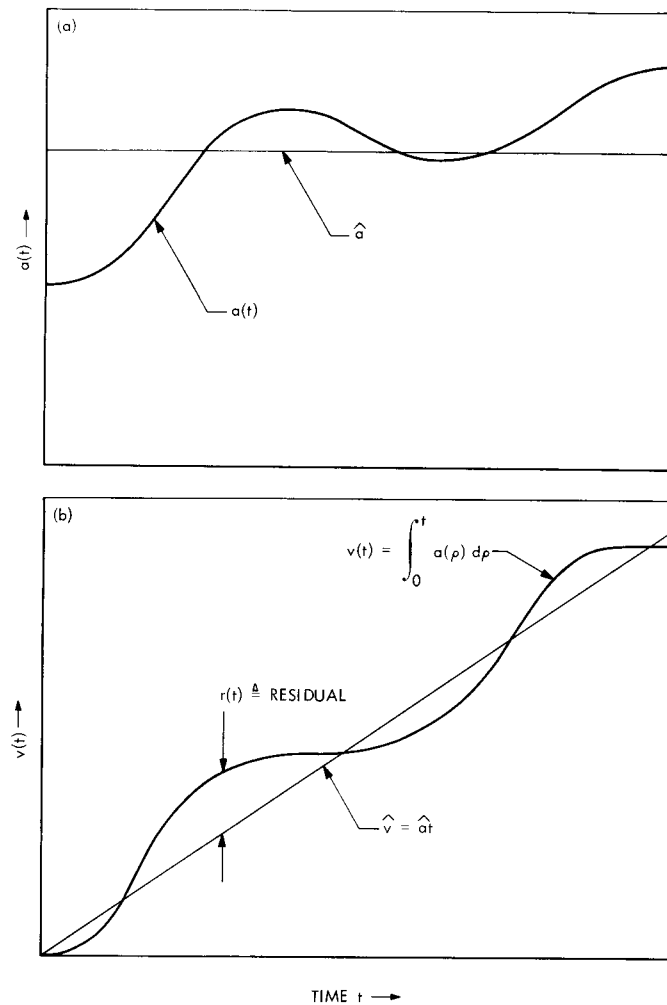 (a)
a(t) →
â
a(t)
(b)
v(t) = ∫₀ᵗ a(ρ) dρ
r(t) ≜ RESIDUAL
v(t) →
v̂ = ât
TIME t →